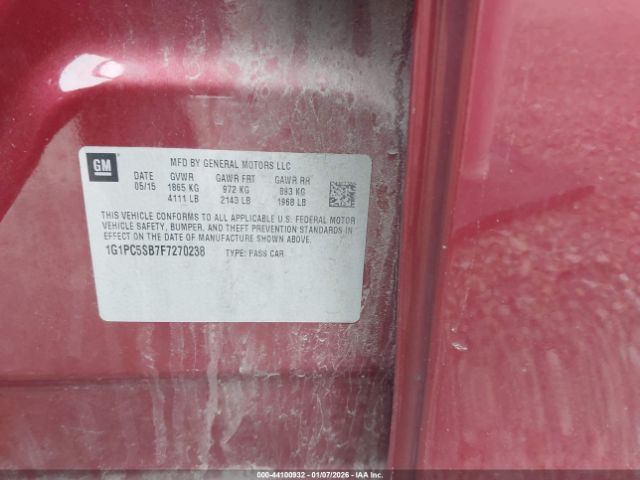 GM
MFD BY GENERAL MOTORS LLC
DATE GVWR GAWR FRT GAWR RR
05/15 1865 KG 972 KG 893 KG
4111 LB 2143 LB 1968 LB
THIS VEHICLE CONFORMS TO ALL APPLICABLE U.S. FEDERAL MOTOR
VEHICLE SAFETY, BUMPER, AND THEFT PREVENTION STANDARDS IN
EFFECT ON THE DATE OF MANUFACTURE SHOWN ABOVE.
1G1PC5SB7F7270238 TYPE: PASS CAR
000-44100932 01/07/2026 - COPYRIGHT IAA, LLC